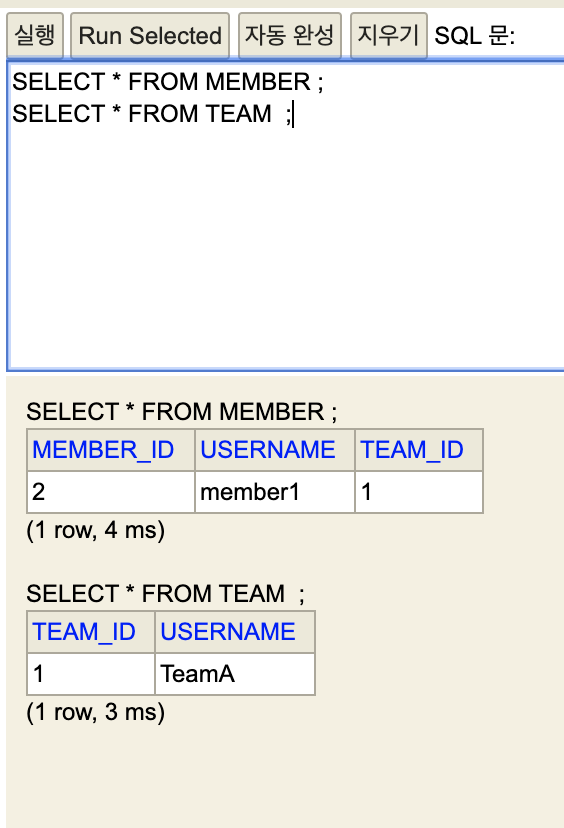 실행 Run Selected 자동 완성 지우기 SQL 문:
SELECT * FROM MEMBER ;
SELECT * FROM TEAM  ;
SELECT * FROM MEMBER ;
MEMBER_ID USERNAME TEAM_ID
2 member1 1
(1 row, 4 ms)
SELECT * FROM TEAM  ;
TEAM_ID USERNAME
1 TeamA
(1 row, 3 ms)